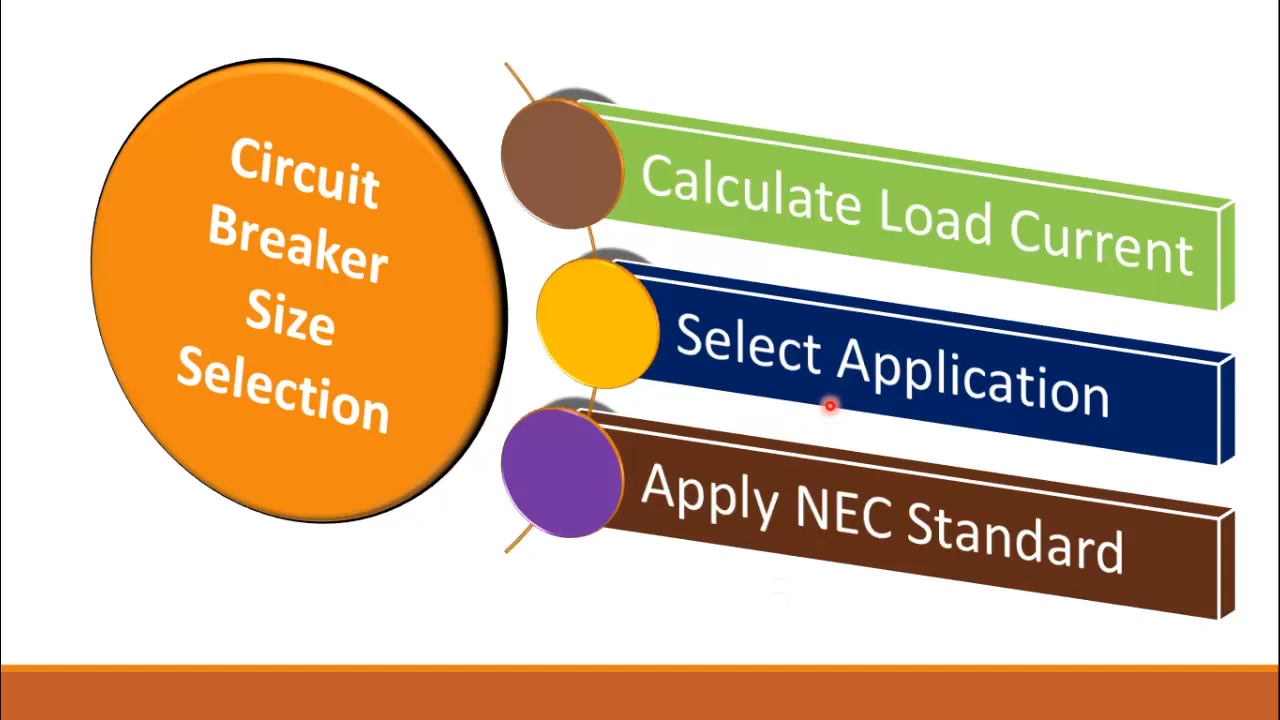 Circuit
Breaker
Size
Selection
Calculate Load Current
Select Application
Apply NEC Standard